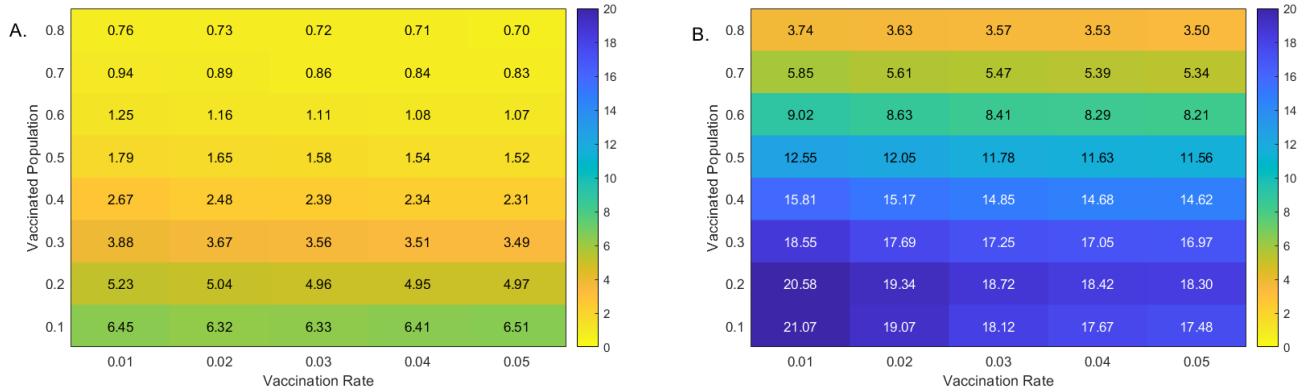 A.
Vaccinated Population
0.8 0.76 0.73 0.72 0.71 0.70
0.7 0.94 0.89 0.86 0.84 0.83
0.6 1.25 1.16 1.11 1.08 1.07
0.5 1.79 1.65 1.58 1.54 1.52
0.4 2.67 2.48 2.39 2.34 2.31
0.3 3.88 3.67 3.56 3.51 3.49
0.2 5.23 5.04 4.96 4.95 4.97
0.1 6.45 6.32 6.33 6.41 6.51
0.01 0.02 0.03 0.04 0.05
Vaccination Rate
20
18
16
14
12
10
8
6
4
2
0
B.
Vaccinated Population
0.8 3.74 3.63 3.57 3.53 3.50
0.7 5.85 5.61 5.47 5.39 5.34
0.6 9.02 8.63 8.41 8.29 8.21
0.5 12.55 12.05 11.78 11.63 11.56
0.4 15.81 15.17 14.85 14.68 14.62
0.3 18.55 17.69 17.25 17.05 16.97
0.2 20.58 19.34 18.72 18.42 18.30
0.1 21.07 19.07 18.12 17.67 17.48
0.01 0.02 0.03 0.04 0.05
Vaccination Rate
20
18
16
14
12
10
8
6
4
2
0